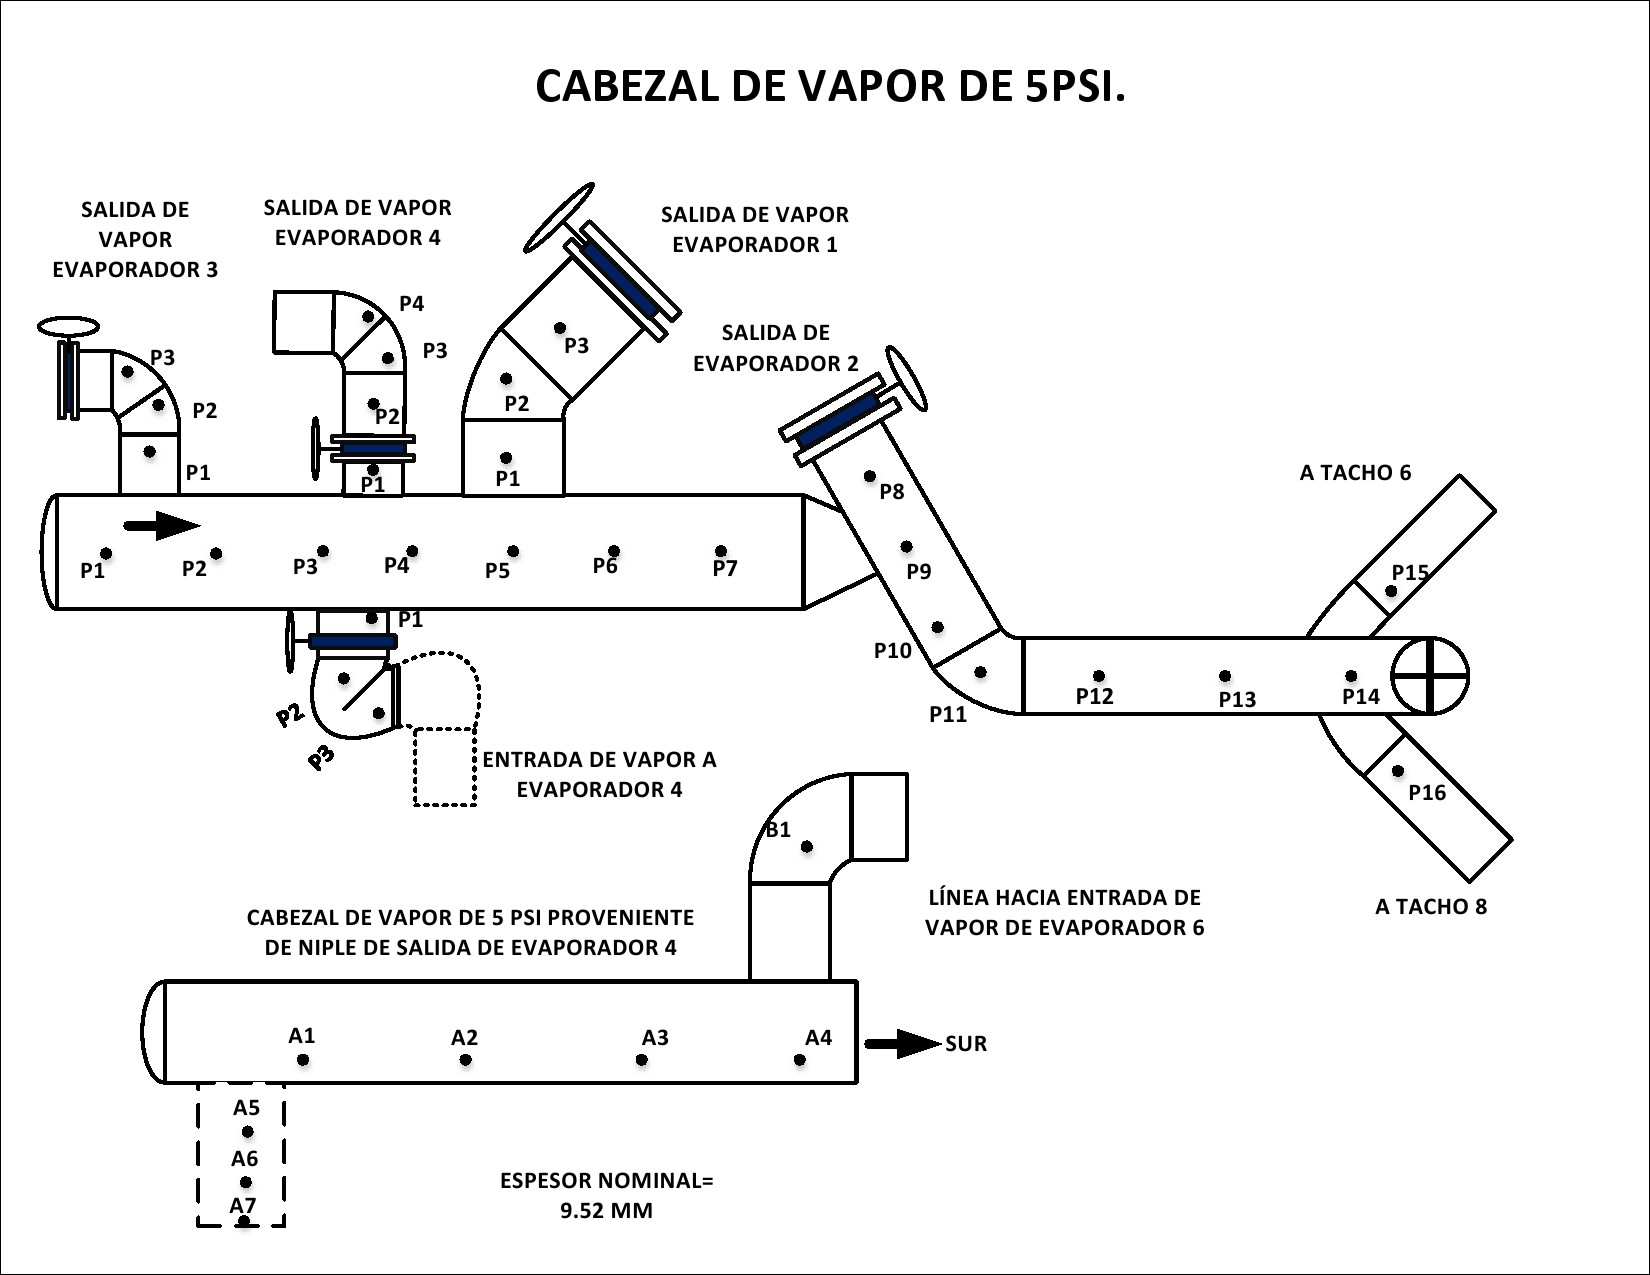 CABEZAL DE VAPOR DE 5PSI.
SALIDA DE
VAPOR
EVAPORADOR 3
SALIDA DE VAPOR
EVAPORADOR 4
SALIDA DE VAPOR
EVAPORADOR 1
SALIDA DE
EVAPORADOR 2
P3
P2
P1
P4
P3
P2
P1
P3
P2
P1
P1
P2
P3
P4
P5
P6
P7
P8
P9
P10
P11
P12
P13
P14
A TACHO 6
P15
P16
A TACHO 8
P1
P2
P3
ENTRADA DE VAPOR A
EVAPORADOR 4
B1
LÍNEA HACIA ENTRADA DE
VAPOR DE EVAPORADOR 6
CABEZAL DE VAPOR DE 5 PSI PROVENIENTE
DE NIPLE DE SALIDA DE EVAPORADOR 4
A1
A2
A3
A4
SUR
A5
A6
A7
ESPESOR NOMINAL=
9.52 MM